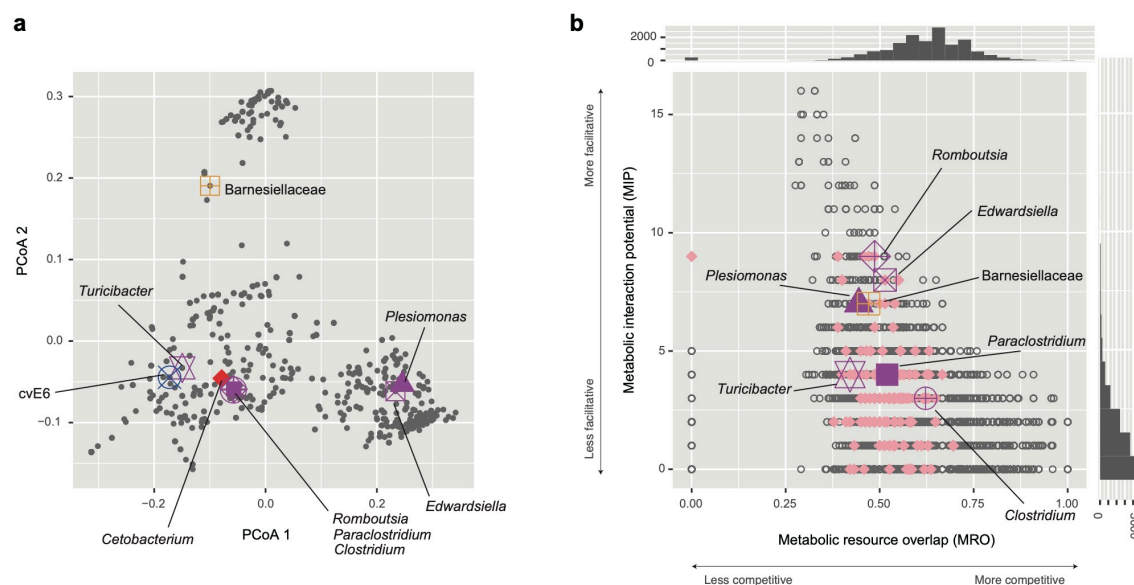 a
0.3
0.2
0.1
0.0
−0.1
PCoA 2
Barnesiellaceae
Turicibacter
Plesiomonas
cvE6
−0.2
0.0
0.2
Edwardsiella
Cetobacterium
PCoA 1
Romboutsia
Paraclostridium
Clostridium
b
2000
0
More facilitative
Less facilitative
Metabolic interaction potential (MIP)
15
10
5
0
Romboutsia
Edwardsiella
Plesiomonas
Barnesiellaceae
Paraclostridium
Turicibacter
Clostridium
0.00
0.25
0.50
0.75
1.00
0
5000
Metabolic resource overlap (MRO)
Less competitive
More competitive